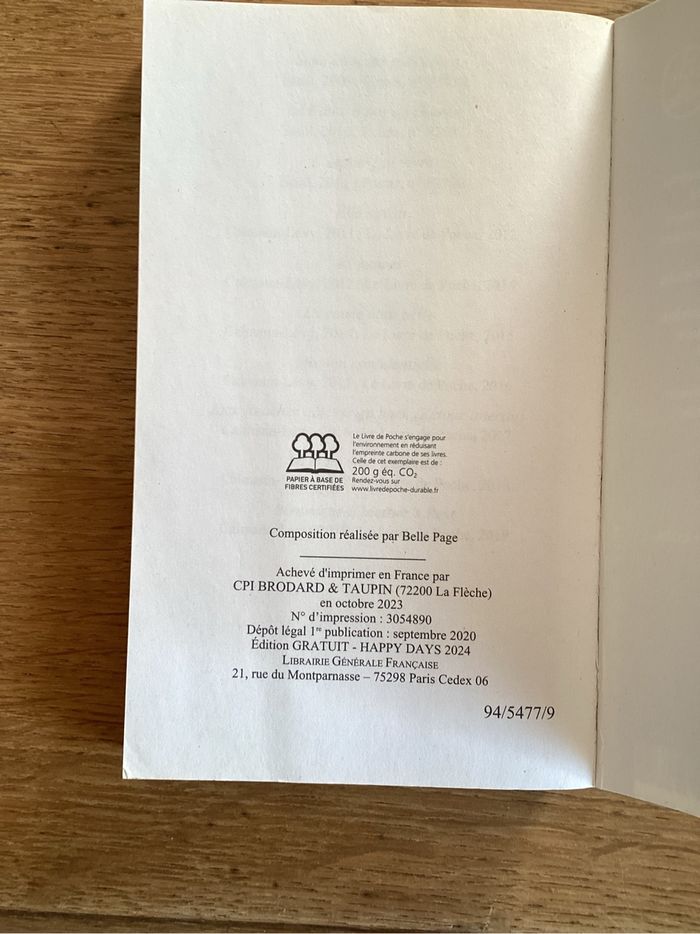 Le Livre de Poche s'engage pour
l'environnement en réduisant
l'empreinte carbone de ses livres.
Celle de cet exemplaire est de :
200 g éq. CO₂
Rendez-vous sur
www.livredepoche-durable.fr
PAPIER À BASE DE
FIBRES CERTIFIÉES
Composition réalisée par Belle Page
Achevé d'imprimer en France par
CPI BRODARD & TAUPIN (72200 La Flèche)
en octobre 2023
N° d'impression : 3054890
Dépôt légal 1re publication : septembre 2020
Édition GRATUIT - HAPPY DAYS 2024
LIBRAIRIE GÉNÉRALE FRANÇAISE
21, rue du Montparnasse – 75298 Paris Cedex 06
94/5477/9